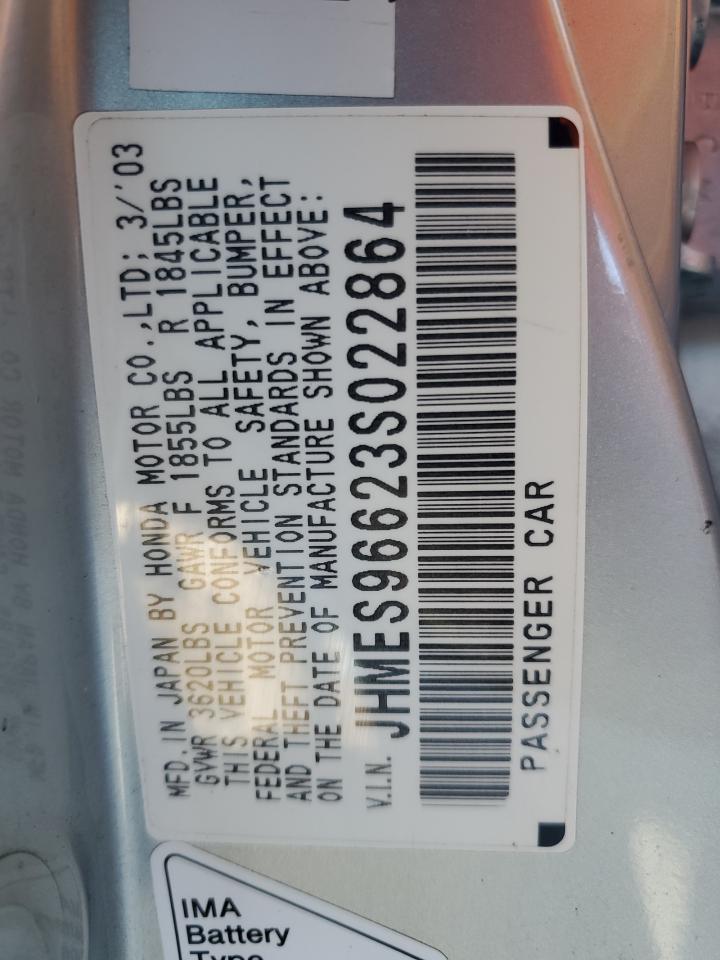 MFD. IN JAPAN BY HONDA MOTOR CO.,LTD; 3/'03
GVWR 3620LBS GAWR F 1855LBS R 1845LBS
THIS VEHICLE CONFORMS TO ALL APPLICABLE
FEDERAL MOTOR VEHICLE SAFETY, BUMPER,
AND THEFT PREVENTION STANDARDS IN EFFECT
ON THE DATE OF MANUFACTURE SHOWN ABOVE:
V.I.N. JHMES96623S022864
PASSENGER CAR
IMA
Battery
Type